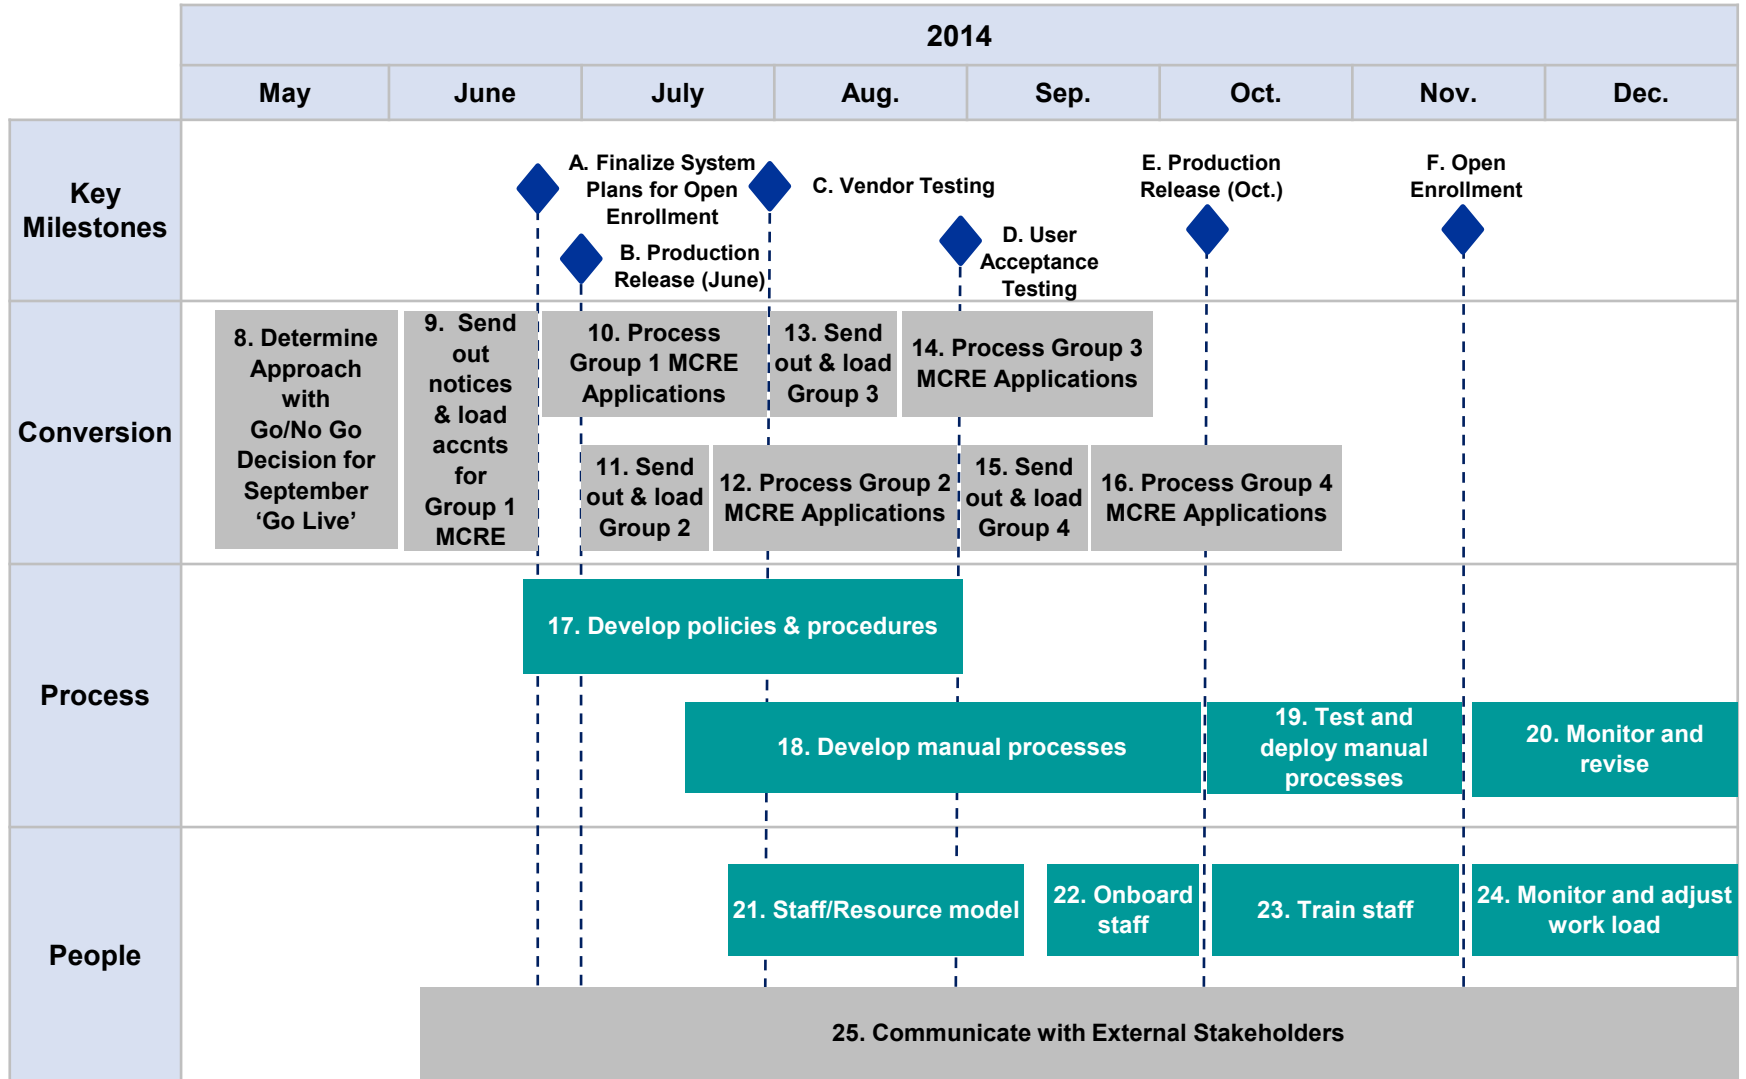 2014
May
June
July
Aug.
Sep.
Oct.
Nov.
Dec.
Key
Milestones
A. Finalize System
Plans for Open
Enrollment
B. Production
Release (June)
C. Vendor Testing
D. User
Acceptance
Testing
E. Production
Release (Oct.)
F. Open
Enrollment
Conversion
8. Determine
Approach
with
Go/No Go
Decision for
September
‘Go Live’
9. Send
out
notices
& load
accnts
for
Group 1
MCRE
10. Process
Group 1 MCRE
Applications
11. Send
out & load
Group 2
12. Process Group 2
MCRE Applications
13. Send
out & load
Group 3
14. Process Group 3
MCRE Applications
15. Send
out & load
Group 4
16. Process Group 4
MCRE Applications
Process
17. Develop policies & procedures
18. Develop manual processes
19. Test and
deploy manual
processes
20. Monitor and
revise
People
21. Staff/Resource model
22. Onboard
staff
23. Train staff
24. Monitor and adjust
work load
25. Communicate with External Stakeholders